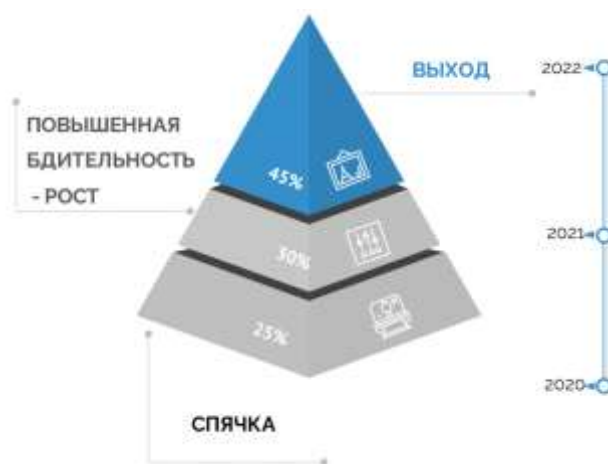 ВЫХОД
2022
ПОВЫШЕННАЯ
БДИТЕЛЬНОСТЬ
- РОСТ
45%
2021
30%
25%
2020
СПЯЧКА